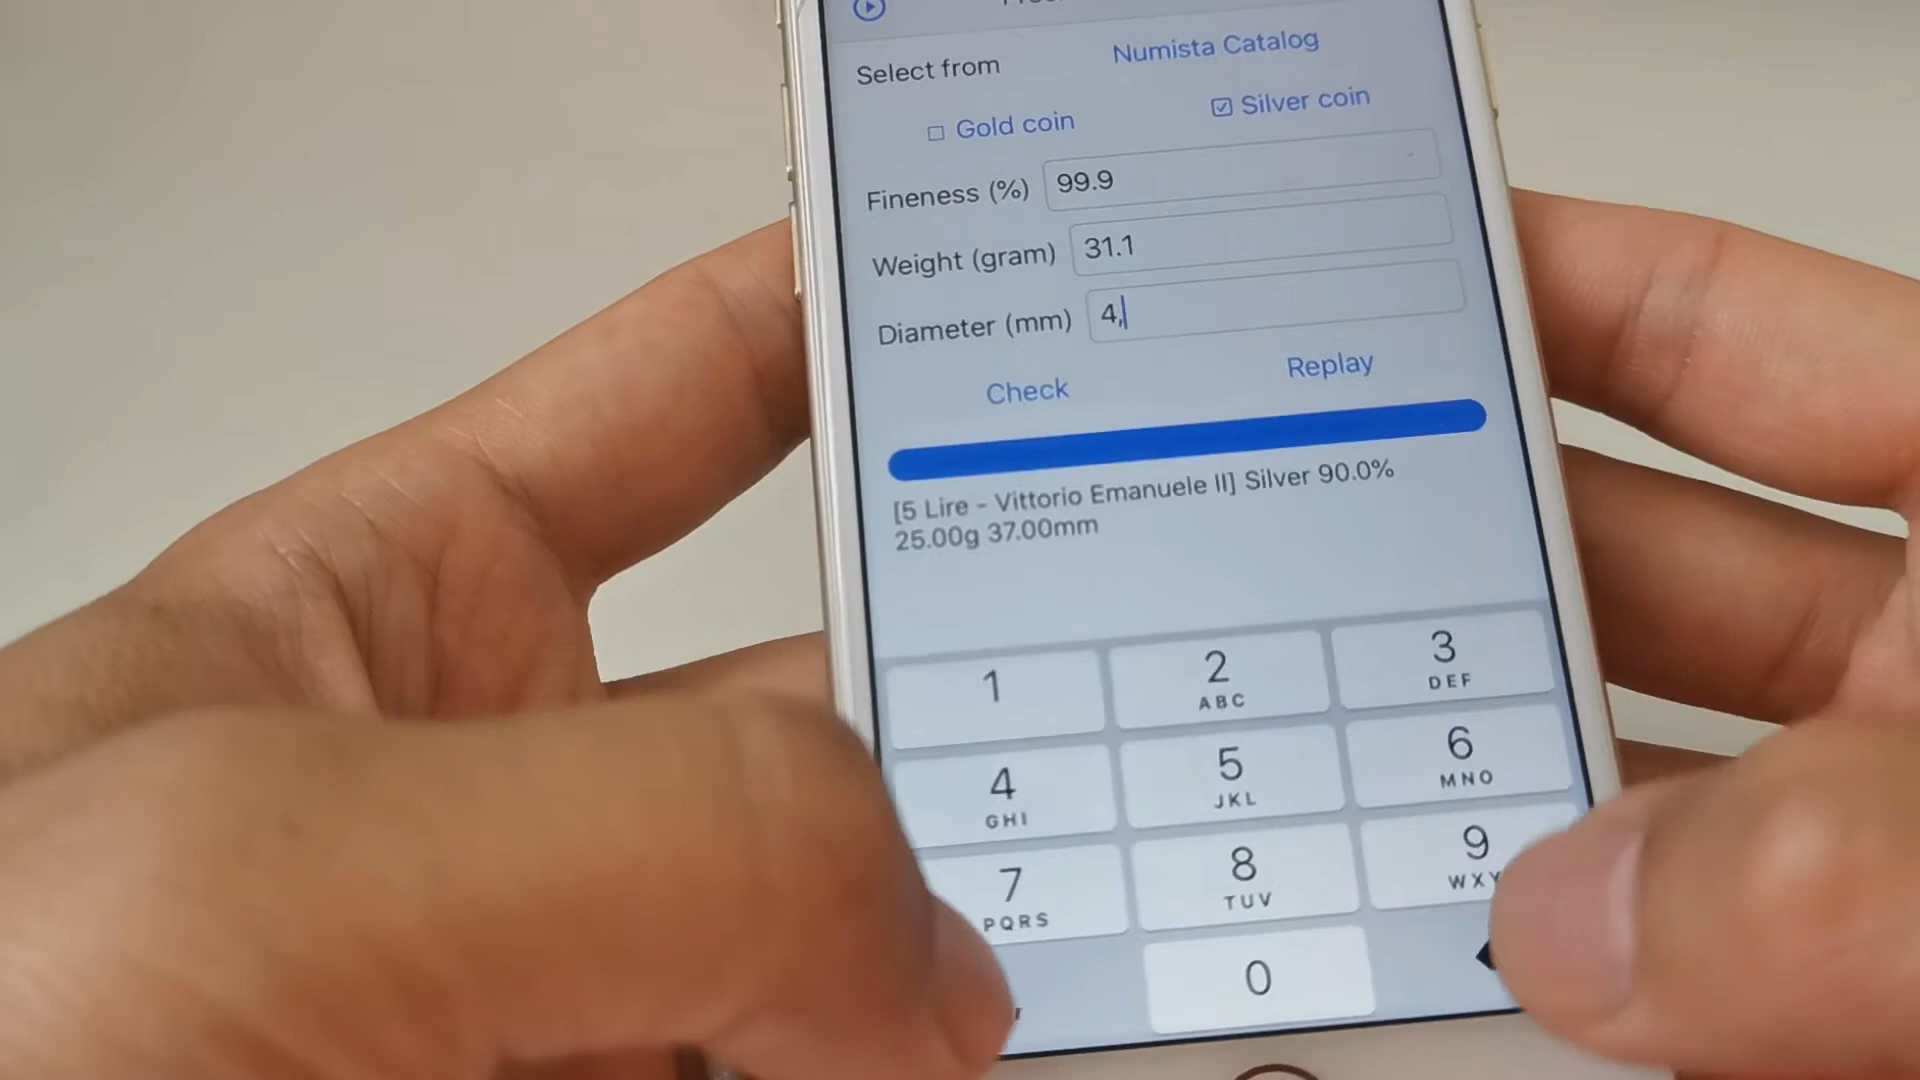 Select from
Numista Catalog
Gold coin
Silver coin
Fineness (%)
99.9
Weight (gram)
31.1
Diameter (mm)
4,
Check
Replay
[5 Lire - Vittorio Emanuele II] Silver 90.0%
25.00g 37.00mm
1
2
ABC
3
DEF
4
GHI
5
JKL
6
MNO
7
PQRS
8
TUV
9
WXY
0